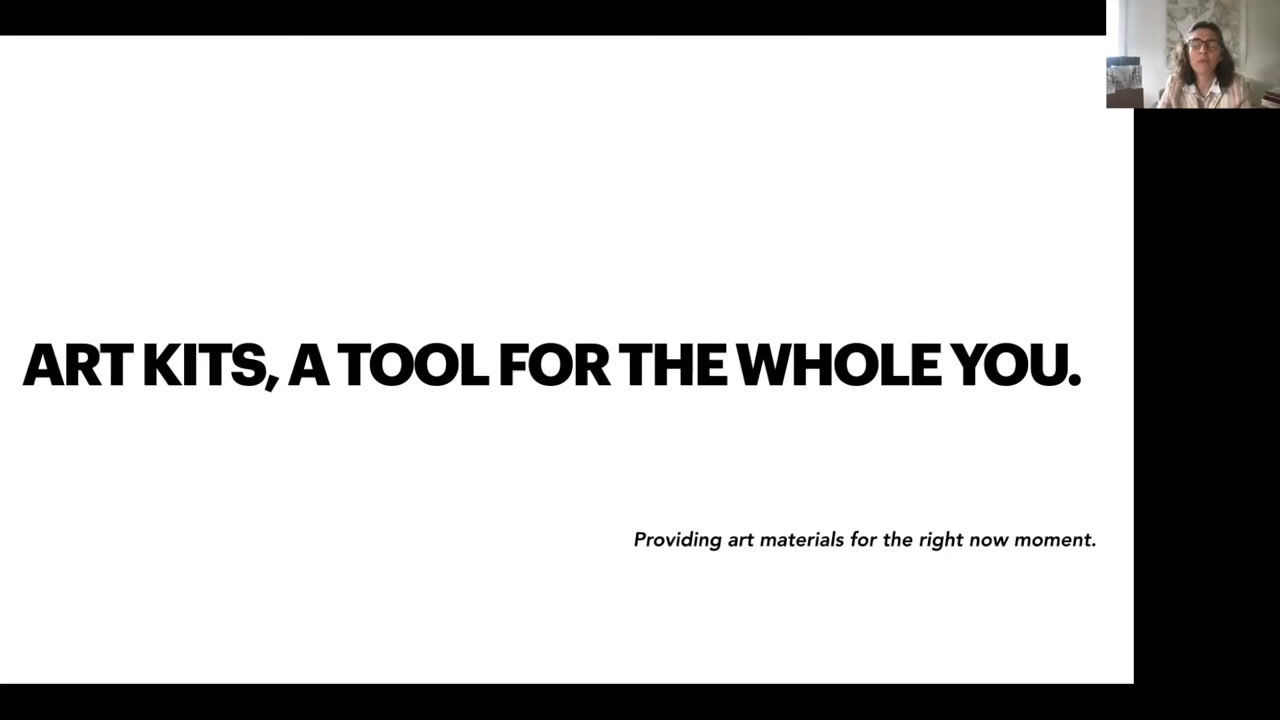 ART KITS, A TOOL FOR THE WHOLE YOU.
Providing art materials for the right now moment.